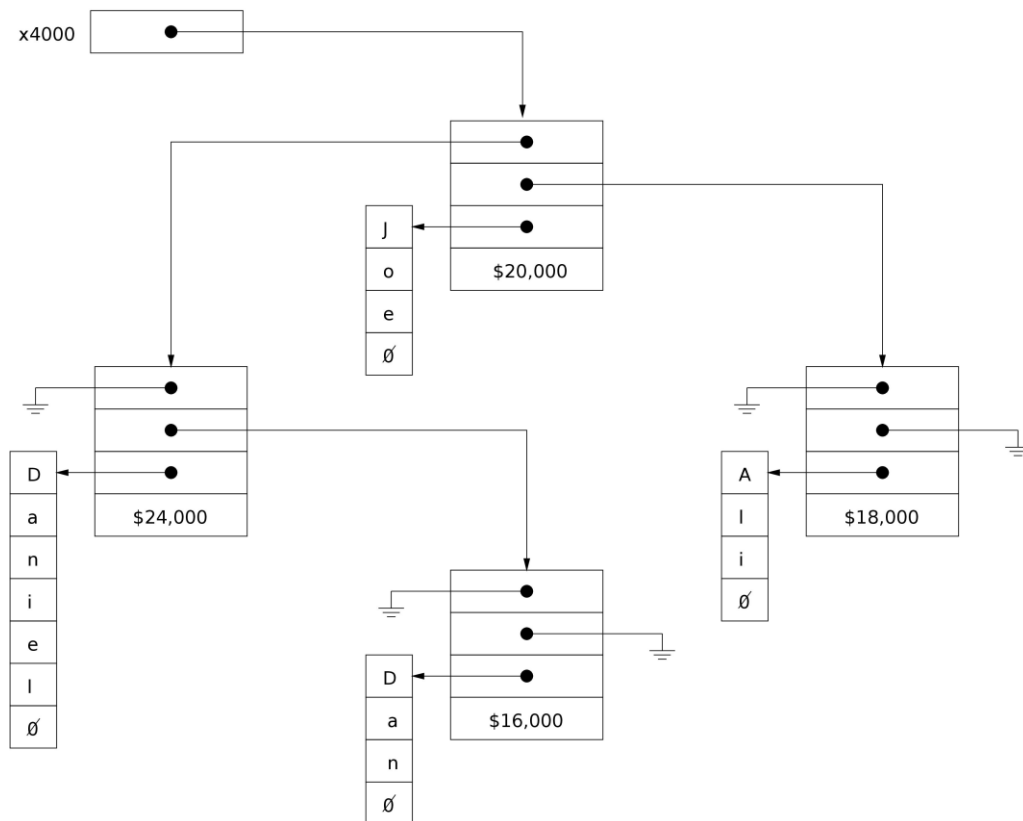 x4000
J
o
e
Ø
$20,000
D
a
n
i
e
l
Ø
$24,000
A
l
i
Ø
$18,000
D
a
n
Ø
$16,000